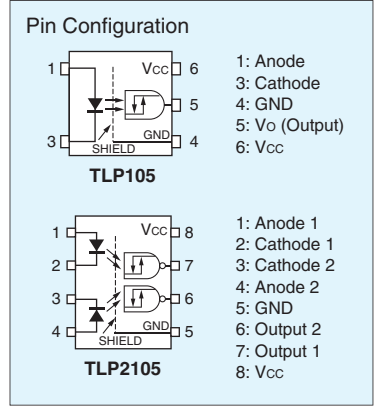 Pin Configuration
1
VCC
6
5
3
GND
4
SHIELD
TLP105
1: Anode
3: Cathode
4: GND
5: VO (Output)
6: VCC
1
VCC
8
2
7
3
6
4
GND
5
SHIELD
TLP2105
1: Anode 1
2: Cathode 1
3: Cathode 2
4: Anode 2
5: GND
6: Output 2
7: Output 1
8: VCC